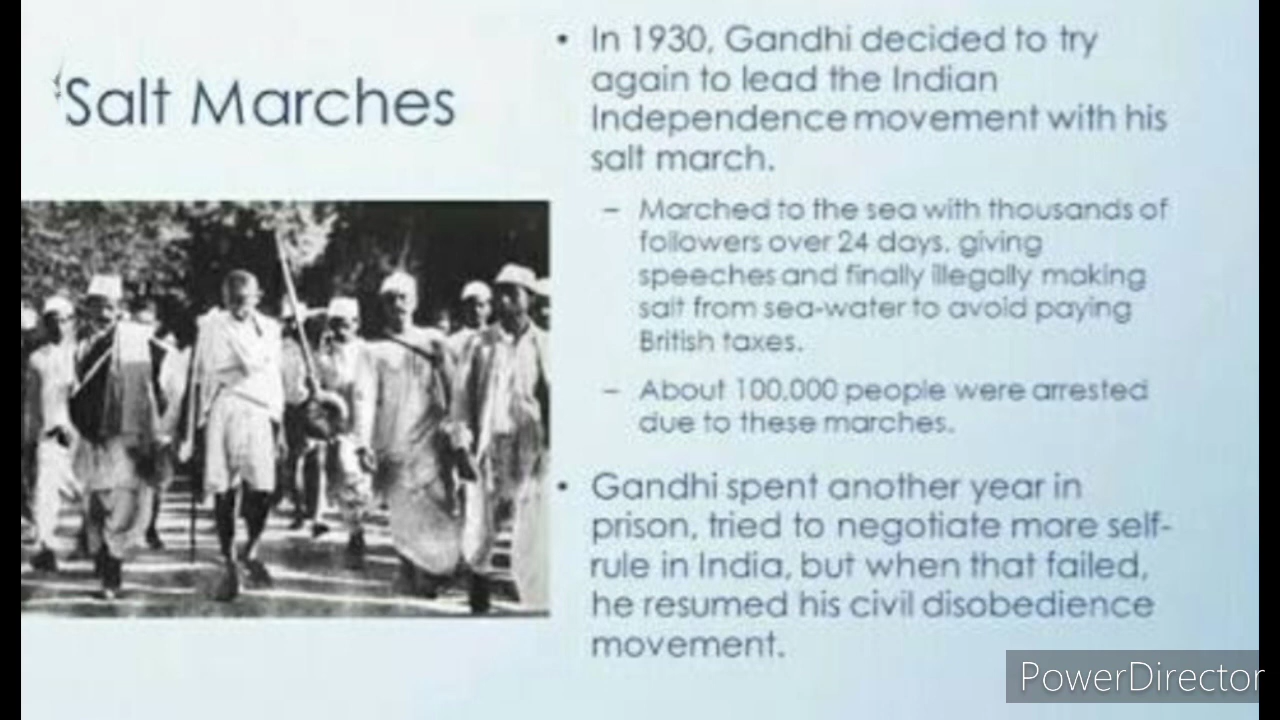 Salt Marches
• In 1930, Gandhi decided to try
again to lead the Indian
Independence movement with his
salt march.
– Marched to the sea with thousands of
followers over 24 days, giving
speeches and finally illegally making
salt from sea-water to avoid paying
British taxes.
– About 100,000 people were arrested
due to these marches.
• Gandhi spent another year in
prison, tried to negotiate more self-
rule in India, but when that failed,
he resumed his civil disobedience
movement.
PowerDirector